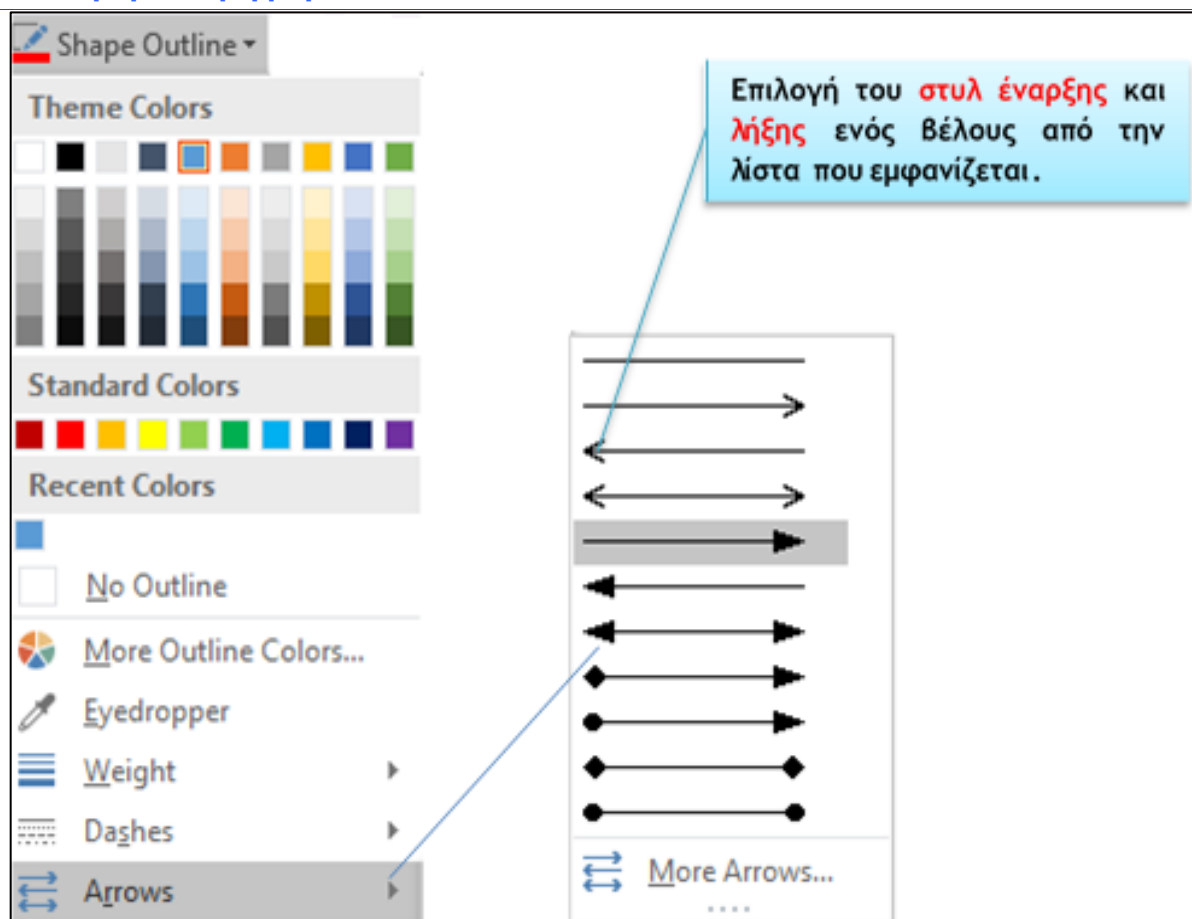 Shape Outline
Theme Colors
Standard Colors
Recent Colors
No Outline
More Outline Colors...
Eyedropper
Weight
Dashes
Arrows
Επιλογή του στυλ έναρξης και
λήξης ενός βέλους από την
λίστα που εμφανίζεται.
More Arrows...